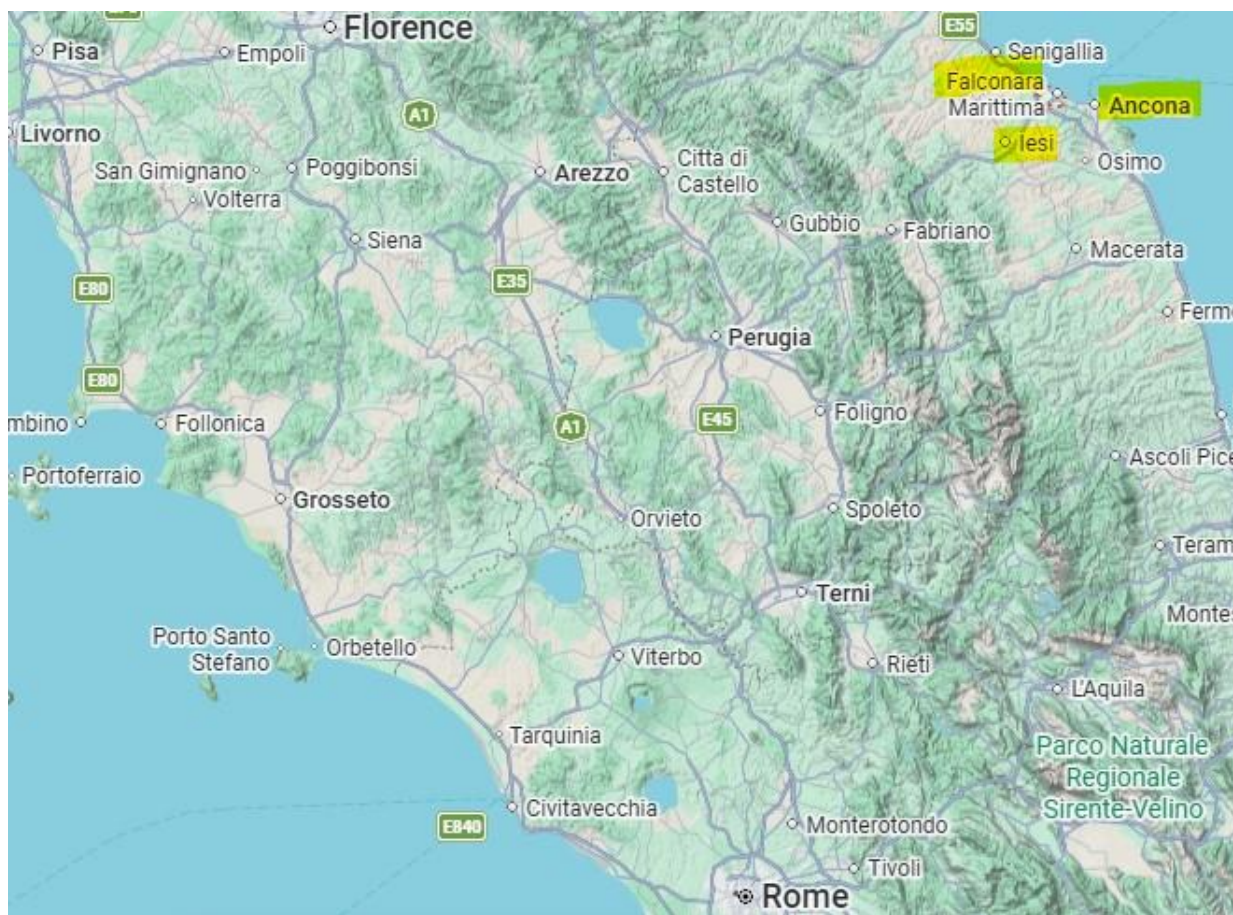 Florence
E55
Pisa
Empoli
Senigallia
Falconara
Marittima
Ancona
A1
Livorno
Iesi
San Gimignano
Poggibonsi
Arezzo
Citta di
Castello
Osimo
Volterra
Gubbio
Fabriano
Siena
Macerata
E35
E80
Ferm
Perugia
E80
E45
Foligno
mbino
Follonica
A1
Ascoli Pice
Portoferraio
Grosseto
Orvieto
Spoleto
Teram
Terni
Montes
Porto Santo
Stefano
Orbetello
Viterbo
Rieti
L'Aquila
Tarquinia
Parco Naturale
Regionale
Sirente-Velino
Civitavecchia
E840
Monterotondo
Tivoli
Rome